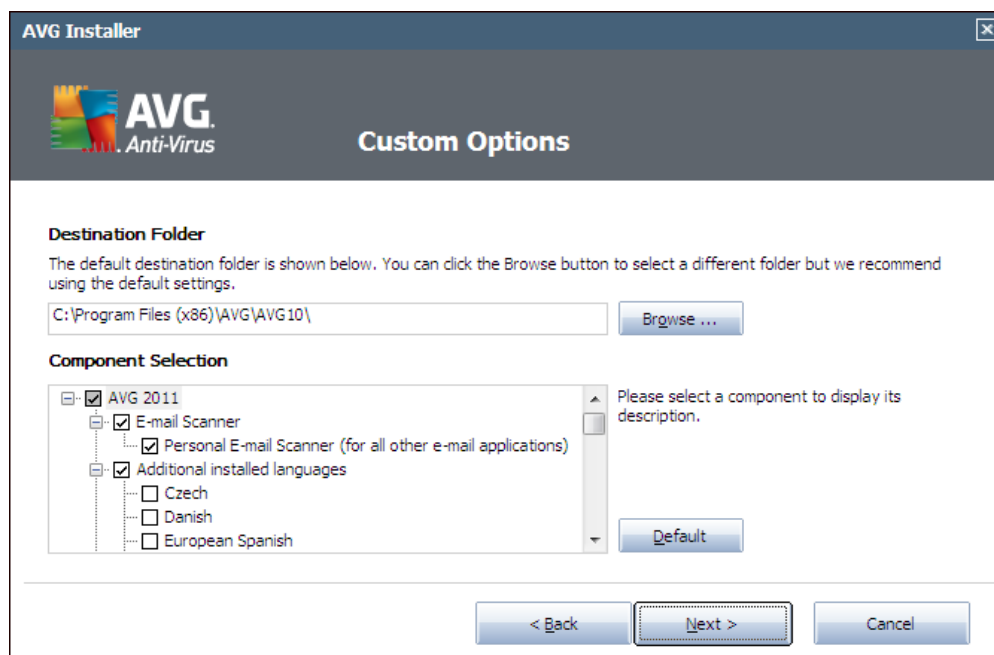 AVG Installer
AVG.
Anti-Virus
Custom Options
Destination Folder
The default destination folder is shown below. You can click the Browse button to select a different folder but we recommend
using the default settings.
C:\Program Files (x86)\AVG\AVG10\
Browse ...
Component Selection
AVG 2011
E-mail Scanner
Personal E-mail Scanner (for all other e-mail applications)
Additional installed languages
Czech
Danish
European Spanish
Please select a component to display its
description.
Default
< Back
Next >
Cancel